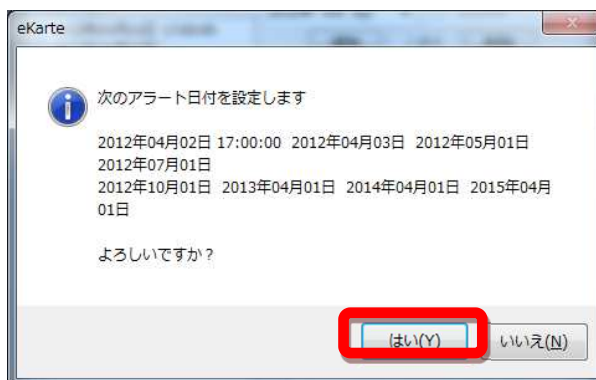 eKarte
次のアラート日付を設定します
2012年04月02日 17:00:00 2012年04月03日 2012年05月01日
2012年07月01日
2012年10月01日 2013年04月01日 2014年04月01日 2015年04月
01日
よろしいですか？
はい(Y) いいえ(N)